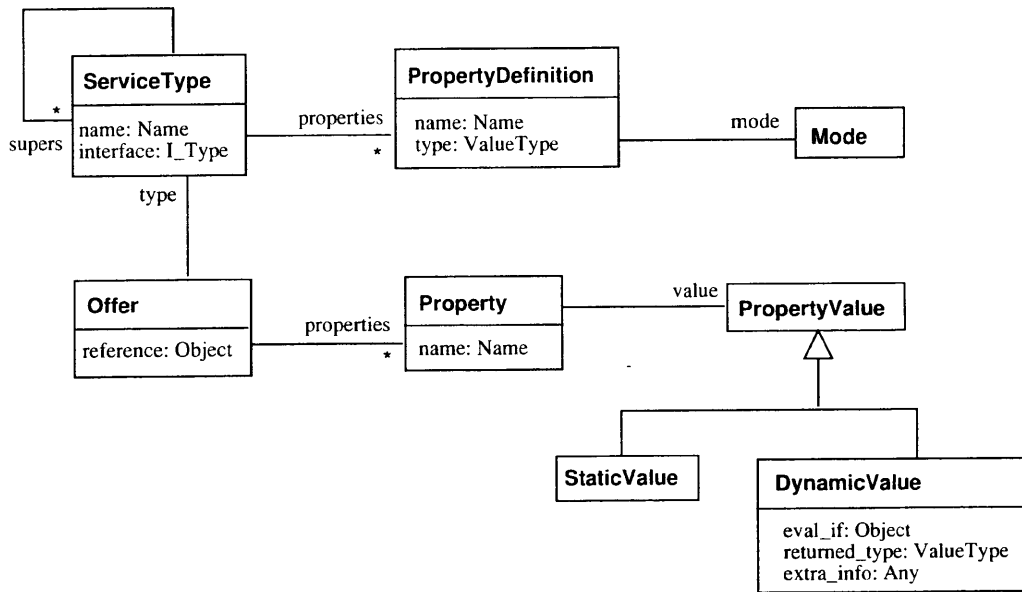 ServiceType
name: Name
interface: I_Type
*
supers
properties
*
PropertyDefinition
name: Name
type: ValueType
mode
Mode
type
Offer
reference: Object
properties
*
Property
name: Name
value
PropertyValue
StaticValue
DynamicValue
eval_if: Object
returned_type: ValueType
extra_info: Any